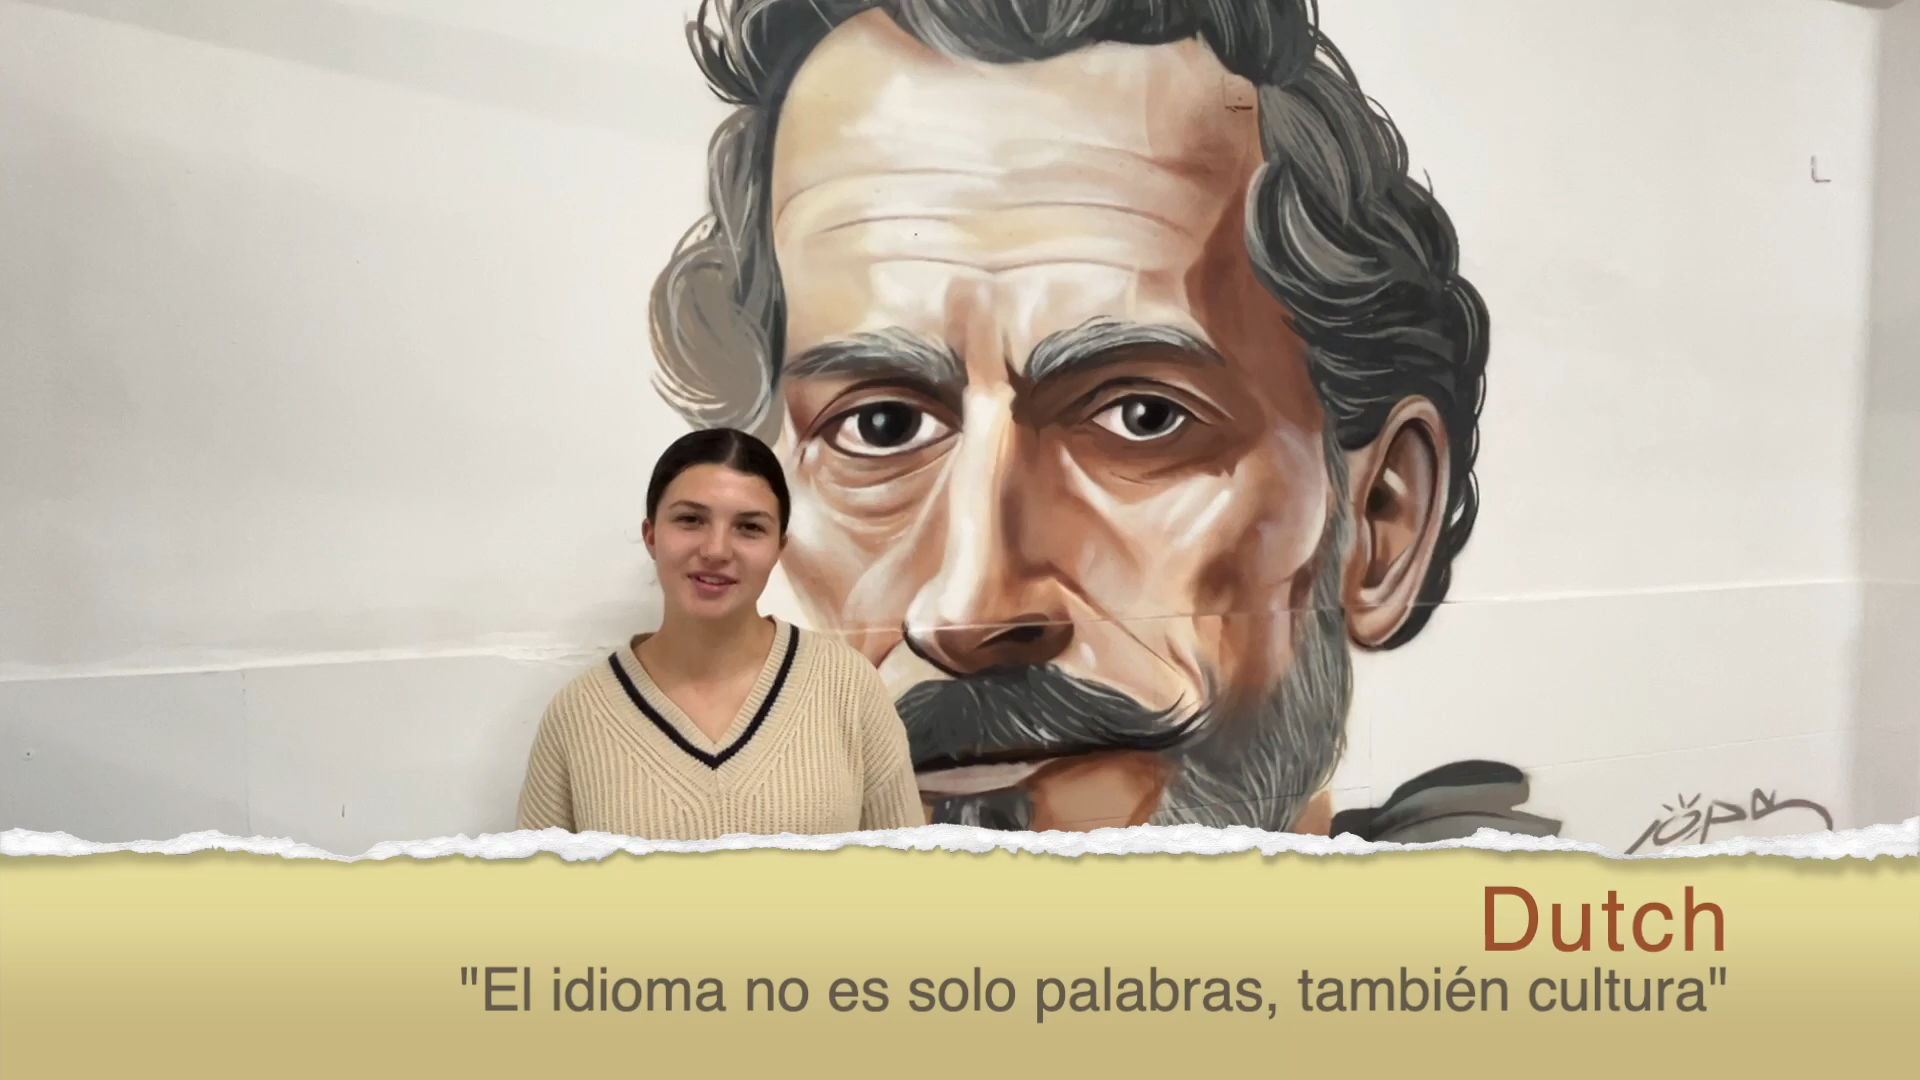 Dutch
"El idioma no es solo palabras, también cultura"